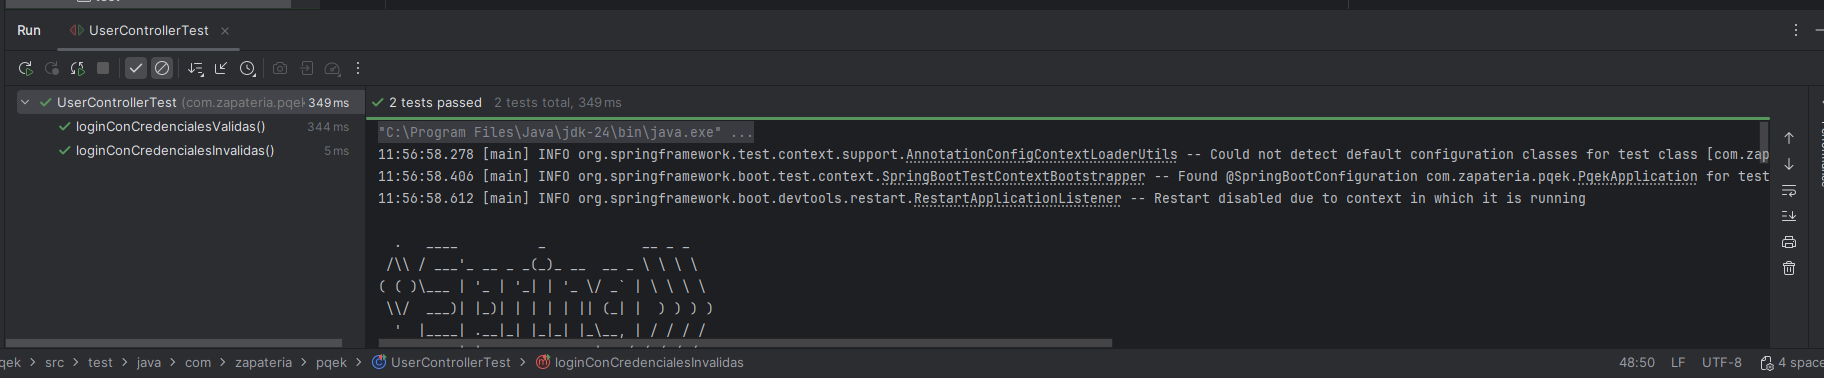 Run UserControllerTest
UserControllerTest (com.zapateria.pqek 349 ms
loginConCredencialesValidas() 344 ms
loginConCredencialesInvalidas() 5 ms
2 tests passed 2 tests total, 349 ms
"C:\Program Files\Java\jdk-24\bin\java.exe" ...
11:56:58.278 [main] INFO org.springframework.test.context.support.AnnotationConfigContextLoaderUtils -- Could not detect default configuration classes for test class [com.zap
11:56:58.406 [main] INFO org.springframework.boot.test.context.SpringBootTestContextBootstrapper -- Found @SpringBootConfiguration com.zapateria.pqek.PqekApplication for test
11:56:58.612 [main] INFO org.springframework.boot.devtools.restart.RestartApplicationListener -- Restart disabled due to context in which it is running
  .   ____          _            __ _ _
 /\\ / ___'_ __ _ _(_)_ __  __ _ \ \ \ \
( ( )\___ | '_ | '_| | '_ \/ _` | \ \ \ \
 \\/  ___)| |_)| | | | | || (_| |  ) ) ) )
  '  |____| .__|_| |_|_| |_\__, | / / / /
qek > src > test > java > com > zapateria > pqek > UserControllerTest > loginConCredencialesInvalidas
48:50 LF UTF-8 4 space